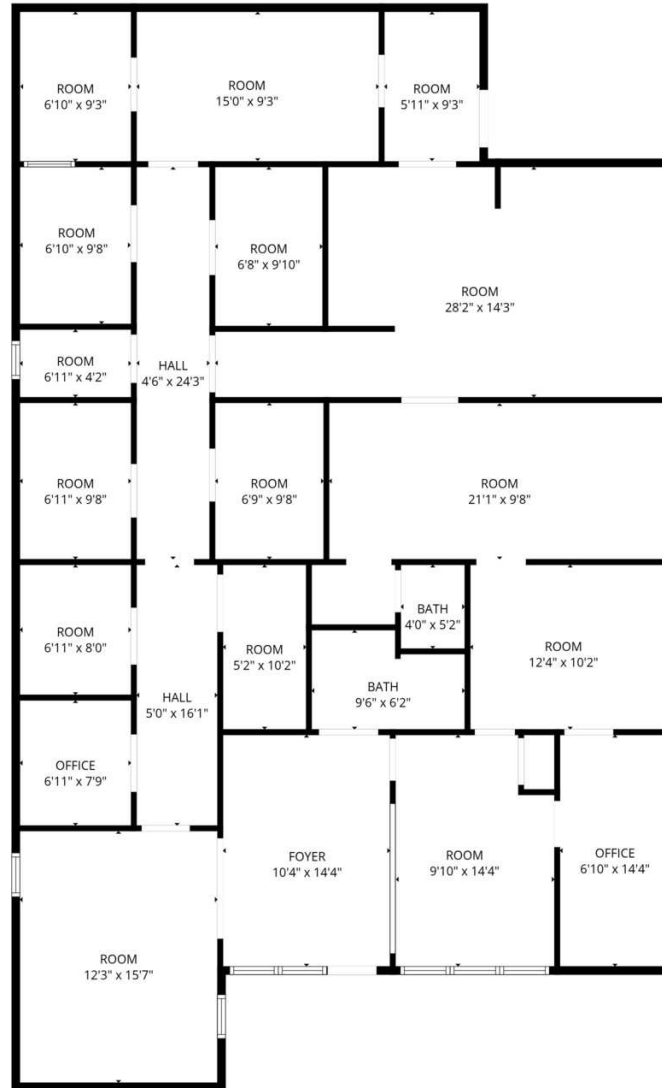 ROOM
6'10" x 9'3"
ROOM
15'0" x 9'3"
ROOM
5'11" x 9'3"
ROOM
6'10" x 9'8"
ROOM
6'8" x 9'10"
ROOM
28'2" x 14'3"
ROOM
6'11" x 4'2"
HALL
4'6" x 24'3"
ROOM
6'11" x 9'8"
ROOM
6'9" x 9'8"
ROOM
21'1" x 9'8"
ROOM
6'11" x 8'0"
BATH
4'0" x 5'2"
ROOM
5'2" x 10'2"
ROOM
12'4" x 10'2"
HALL
5'0" x 16'1"
BATH
9'6" x 6'2"
OFFICE
6'11" x 7'9"
FOYER
10'4" x 14'4"
ROOM
9'10" x 14'4"
OFFICE
6'10" x 14'4"
ROOM
12'3" x 15'7"